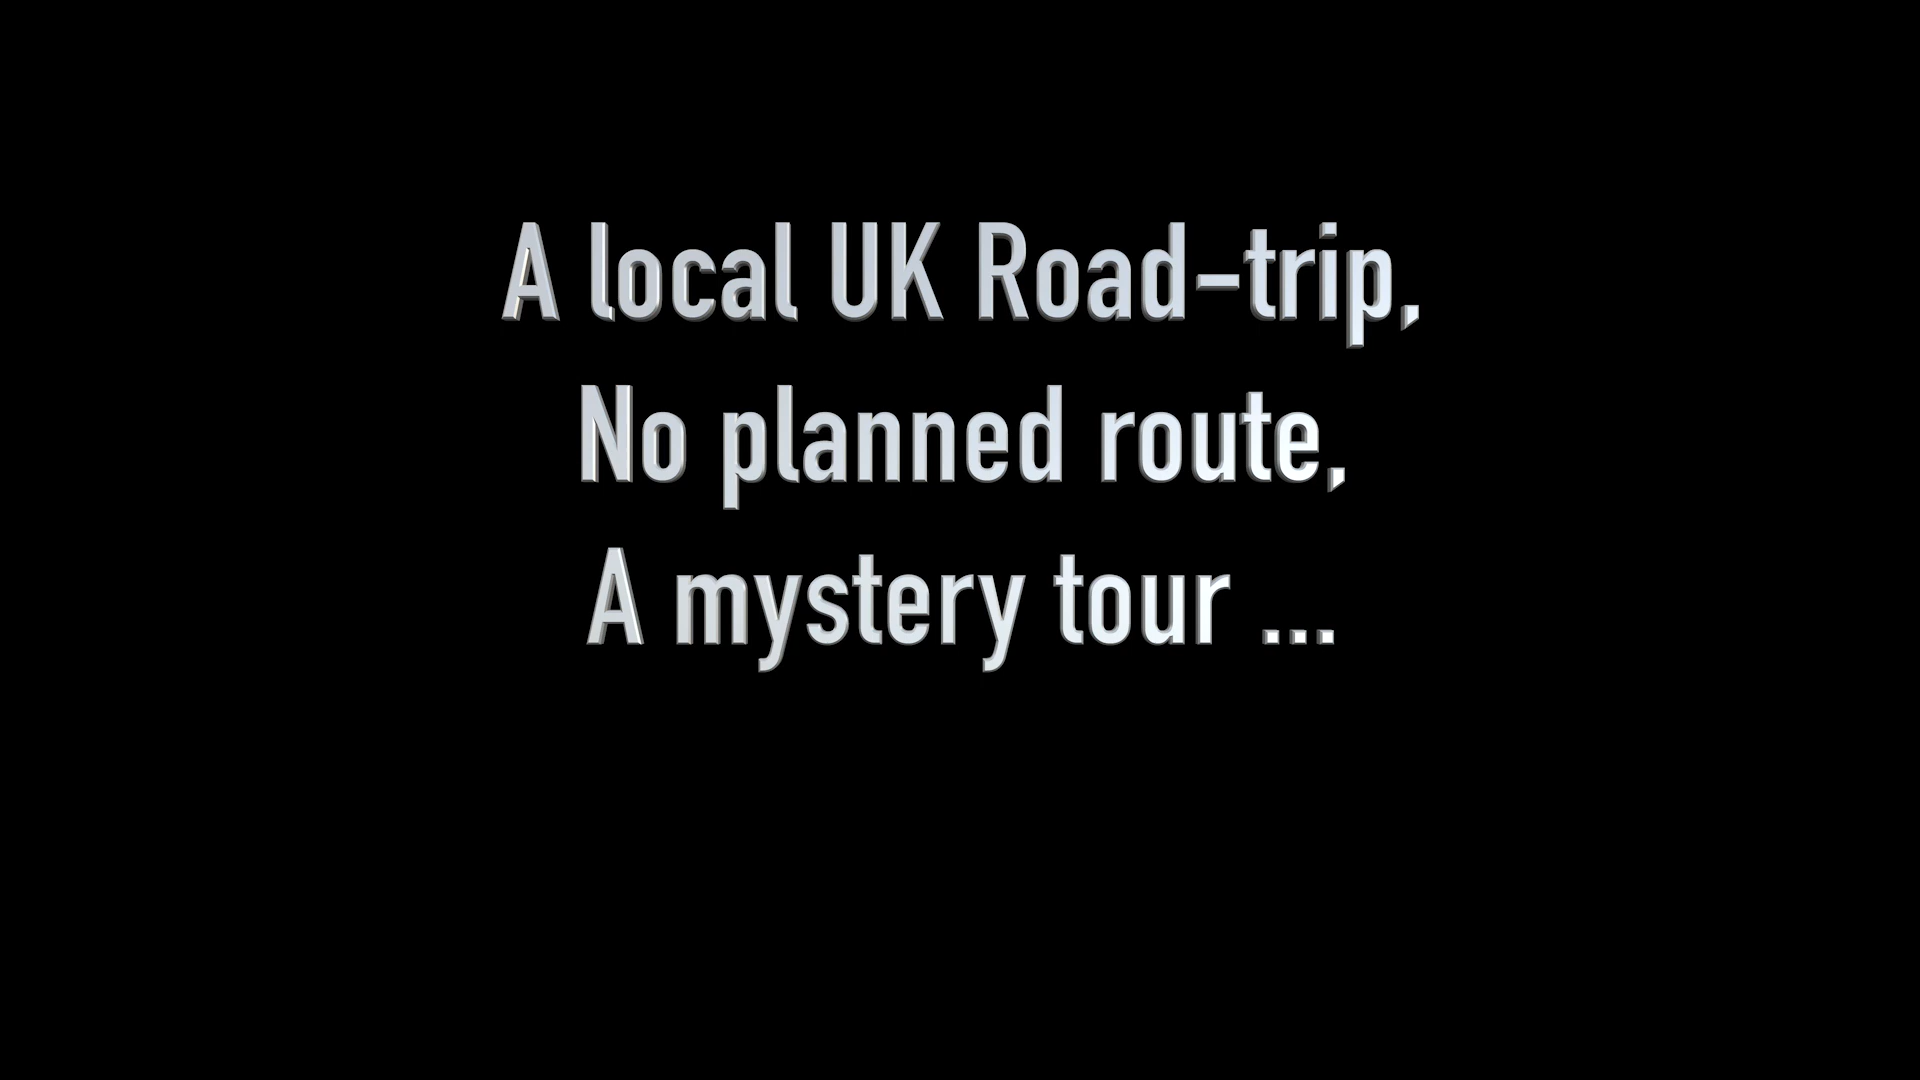 A local UK Road-trip,
No planned route,
A mystery tour ...